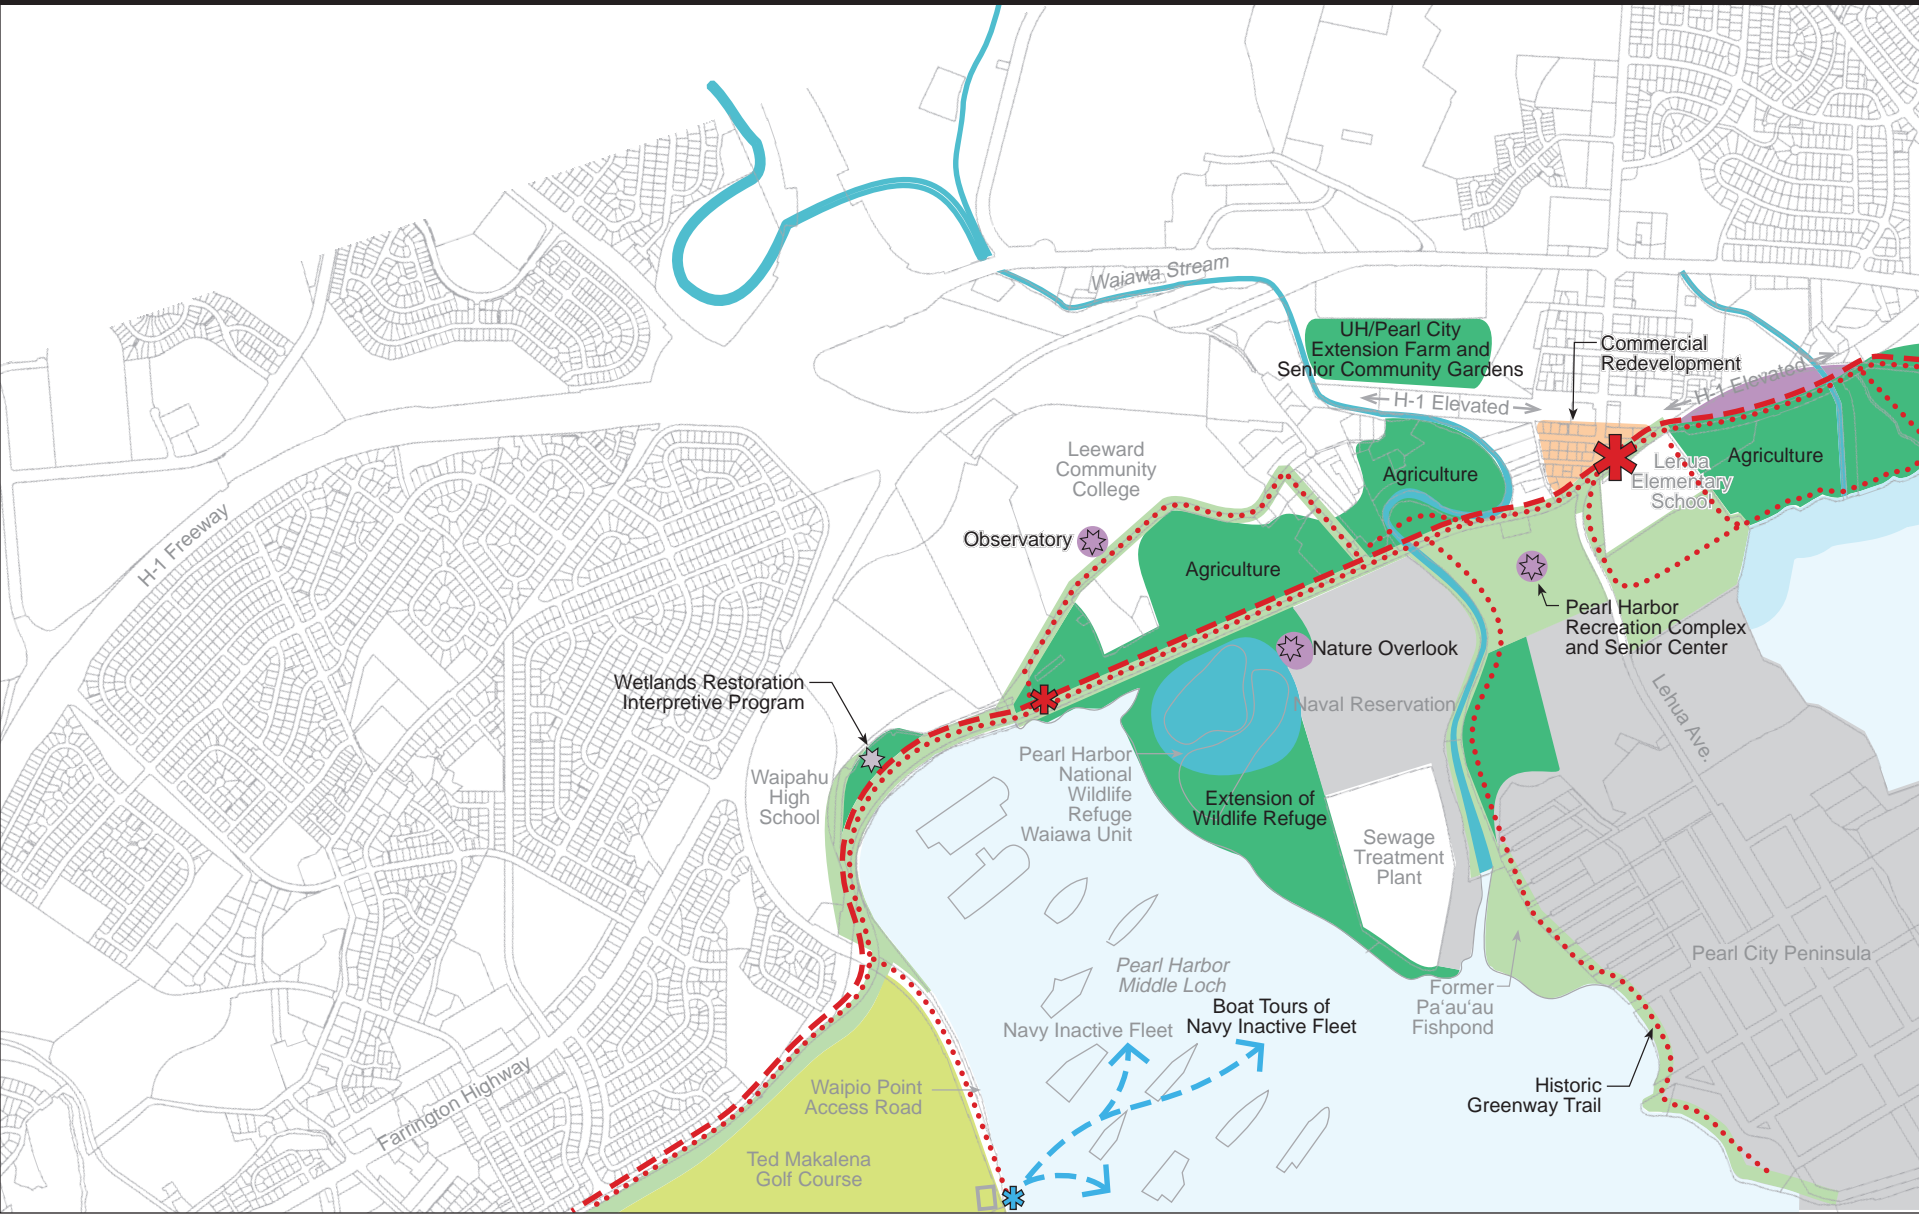 Waiawa Stream
UH/Pearl City
Extension Farm and
Senior Community Gardens
Commercial
Redevelopment
H-1 Elevated
H-1 Elevated
Leeward
Community
College
Agriculture
Lehua
Elementary
School
Agriculture
H-1 Freeway
Observatory
Agriculture
Pearl Harbor
Recreation Complex
and Senior Center
Nature Overlook
Wetlands Restoration
Interpretive Program
Naval Reservation
Lehua Ave.
Pearl Harbor
National
Wildlife
Refuge
Waiawa Unit
Waipahu
High
School
Extension of
Wildlife Refuge
Sewage
Treatment
Plant
Pearl City Peninsula
Pearl Harbor
Middle Loch
Former
Pa‘au‘au
Fishpond
Boat Tours of
Navy Inactive Fleet
Navy Inactive Fleet
Farrington Highway
Waipio Point
Access Road
Historic
Greenway Trail
Ted Makalena
Golf Course